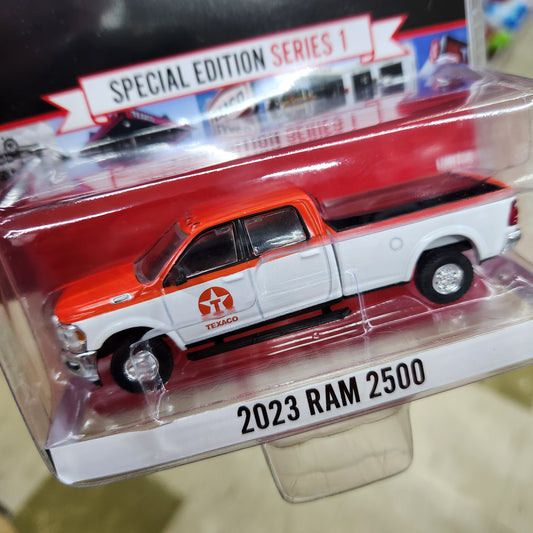 SPECIAL EDITION SERIES 1
TEXACO
2023 RAM 2500